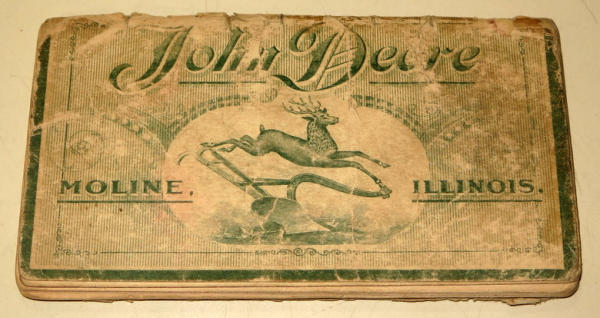 John Deere
MOLINE, ILLINOIS.